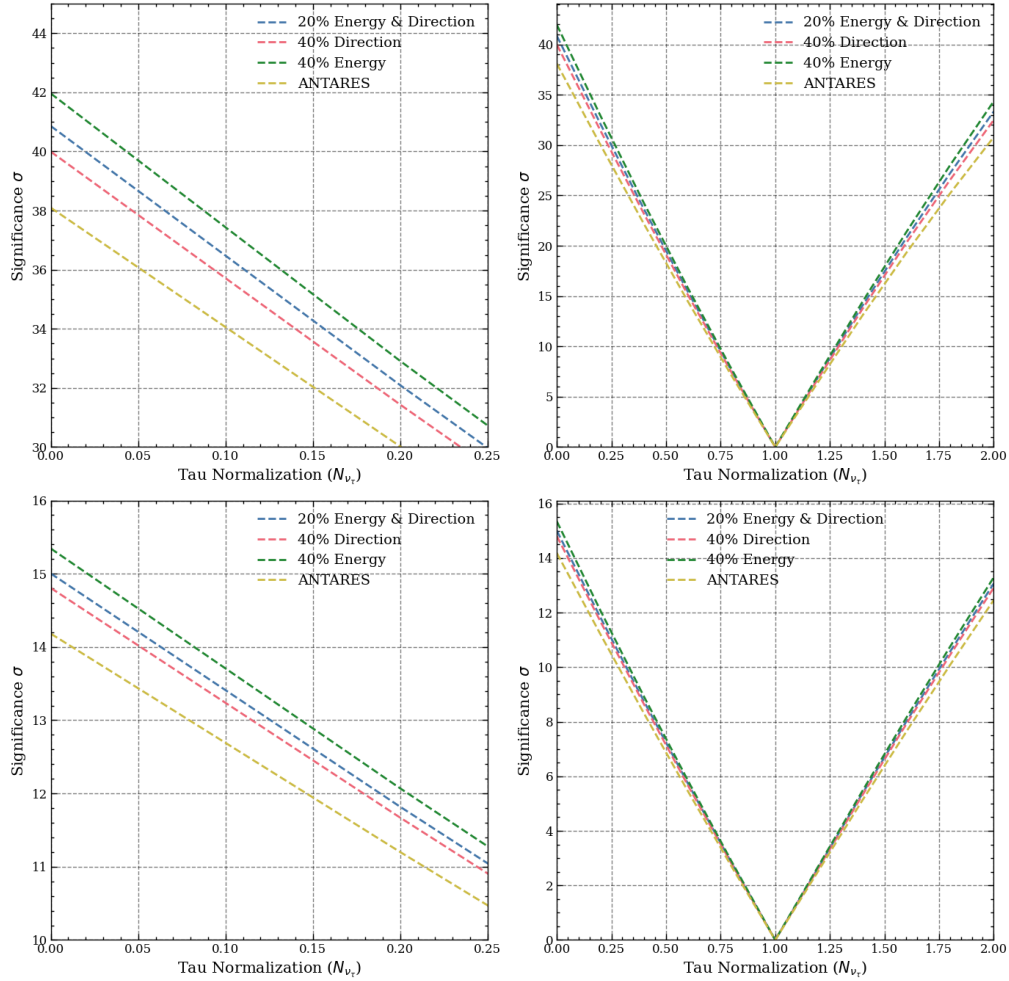 20% Energy & Direction
40% Direction
40% Energy
ANTARES
Significance σ
44
42
40
38
36
34
32
30
0.00 0.05 0.10 0.15 0.20 0.25
Tau Normalization (Nντ)
20% Energy & Direction
40% Direction
40% Energy
ANTARES
Significance σ
40
35
30
25
20
15
10
5
0
0.00 0.25 0.50 0.75 1.00 1.25 1.50 1.75 2.00
Tau Normalization (Nντ)
20% Energy & Direction
40% Direction
40% Energy
ANTARES
Significance σ
16
15
14
13
12
11
10
0.00 0.05 0.10 0.15 0.20 0.25
Tau Normalization (Nντ)
20% Energy & Direction
40% Direction
40% Energy
ANTARES
Significance σ
16
14
12
10
8
6
4
2
0
0.00 0.25 0.50 0.75 1.00 1.25 1.50 1.75 2.00
Tau Normalization (Nντ)